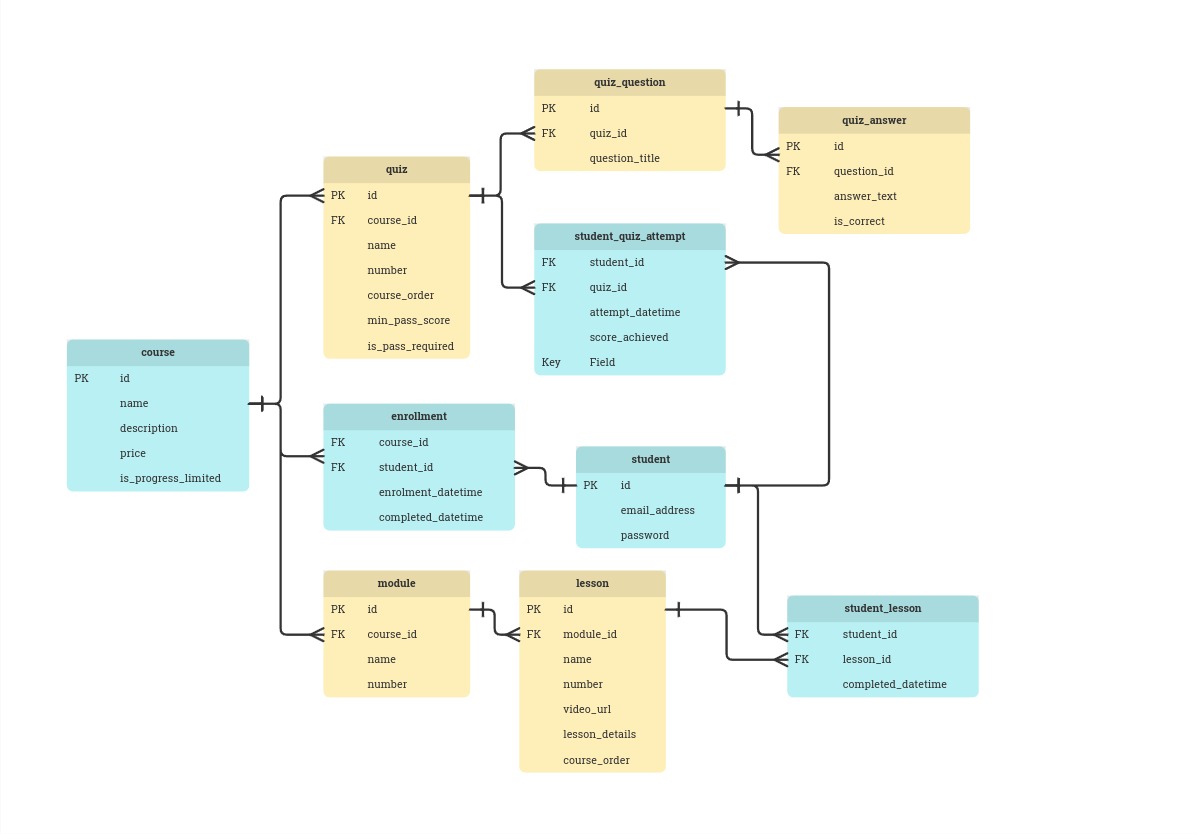 quiz_question
PK id
FK quiz_id
question_title
quiz_answer
PK id
FK question_id
answer_text
is_correct
quiz
PK id
FK course_id
name
number
course_order
min_pass_score
is_pass_required
student_quiz_attempt
FK student_id
FK quiz_id
attempt_datetime
score_achieved
Key Field
course
PK id
name
description
price
is_progress_limited
enrollment
FK course_id
FK student_id
enrolment_datetime
completed_datetime
student
PK id
email_address
password
module
PK id
FK course_id
name
number
lesson
PK id
FK module_id
name
number
video_url
lesson_details
course_order
student_lesson
FK student_id
FK lesson_id
completed_datetime